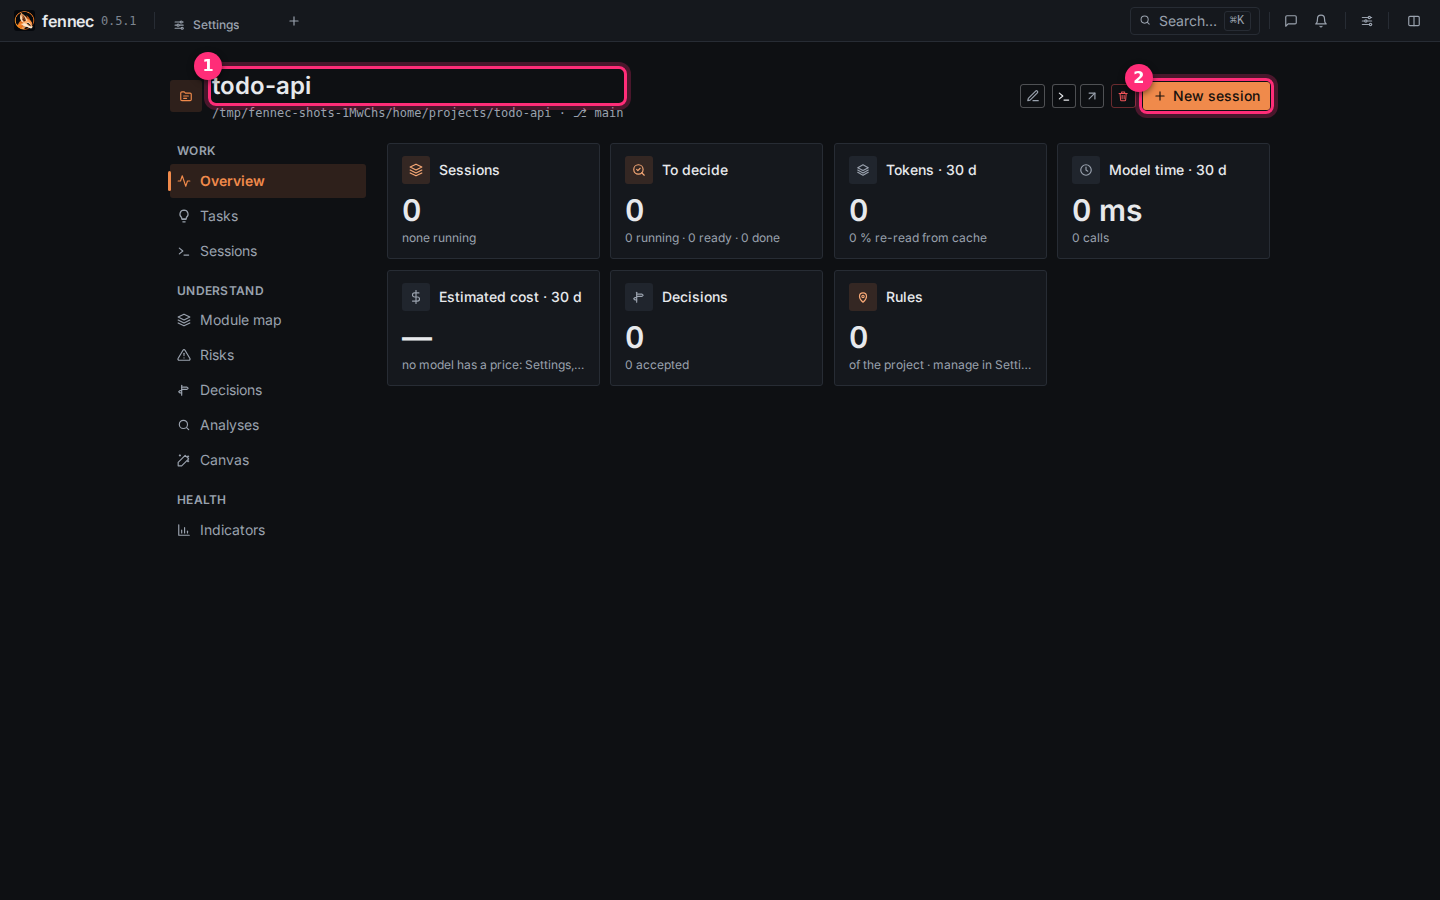 fennec 0.5.1 Settings Search... ⌘K
1
todo-api
/tmp/fennec-shots-1MwChs/home/projects/todo-api · ⎇ main
2
New session
WORK
Overview
Tasks
Sessions
UNDERSTAND
Module map
Risks
Decisions
Analyses
Canvas
HEALTH
Indicators
Sessions
0
none running
To decide
0
0 running · 0 ready · 0 done
Tokens · 30 d
0
0 % re-read from cache
Model time · 30 d
0 ms
0 calls
Estimated cost · 30 d
—
no model has a price: Settings,...
Decisions
0
0 accepted
Rules
0
of the project · manage in Setti...